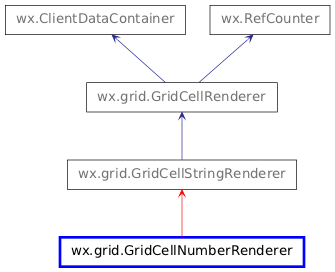 wx.ClientDataContainer
wx.RefCounter
wx.grid.GridCellRenderer
wx.grid.GridCellStringRenderer
wx.grid.GridCellNumberRenderer